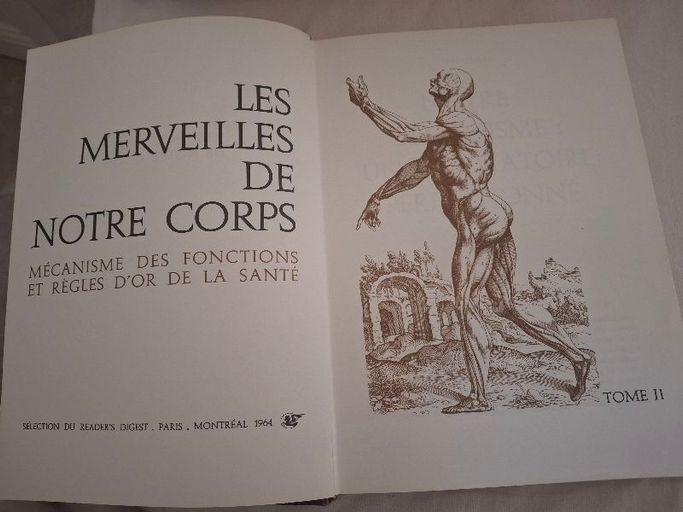 LES
MERVEILLES
DE
NOTRE CORPS
MÉCANISME DES FONCTIONS
ET RÈGLES D'OR DE LA SANTÉ
SÉLECTION DU READER'S DIGEST . PARIS . MONTRÉAL 1964
TOME II